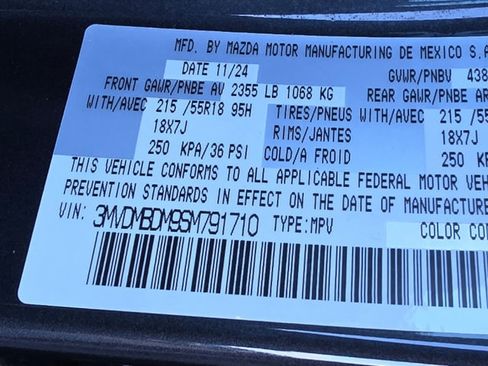 MFD. BY MAZDA MOTOR MANUFACTURING DE MEXICO S.A
DATE 11/24 GVWR/PNBV 438
FRONT GAWR/PNBE AV 2355 LB 1068 KG REAR GAWR/PNBE AR
WITH/AVEC 215 /55R18 95H TIRES/PNEUS WITH/AVEC 215 /55
18X7J RIMS/JANTES 18X7J
250 KPA/36 PSI COLD/A FROID 250 KP
THIS VEHICLE CONFORMS TO ALL APPLICABLE FEDERAL MOTOR VEH
PREVENTION STANDARDS IN EFFECT ON THE DATE OF MANUFACTURE
VIN: 3MVDMBDM9SM791710 TYPE:MPV COLOR COD